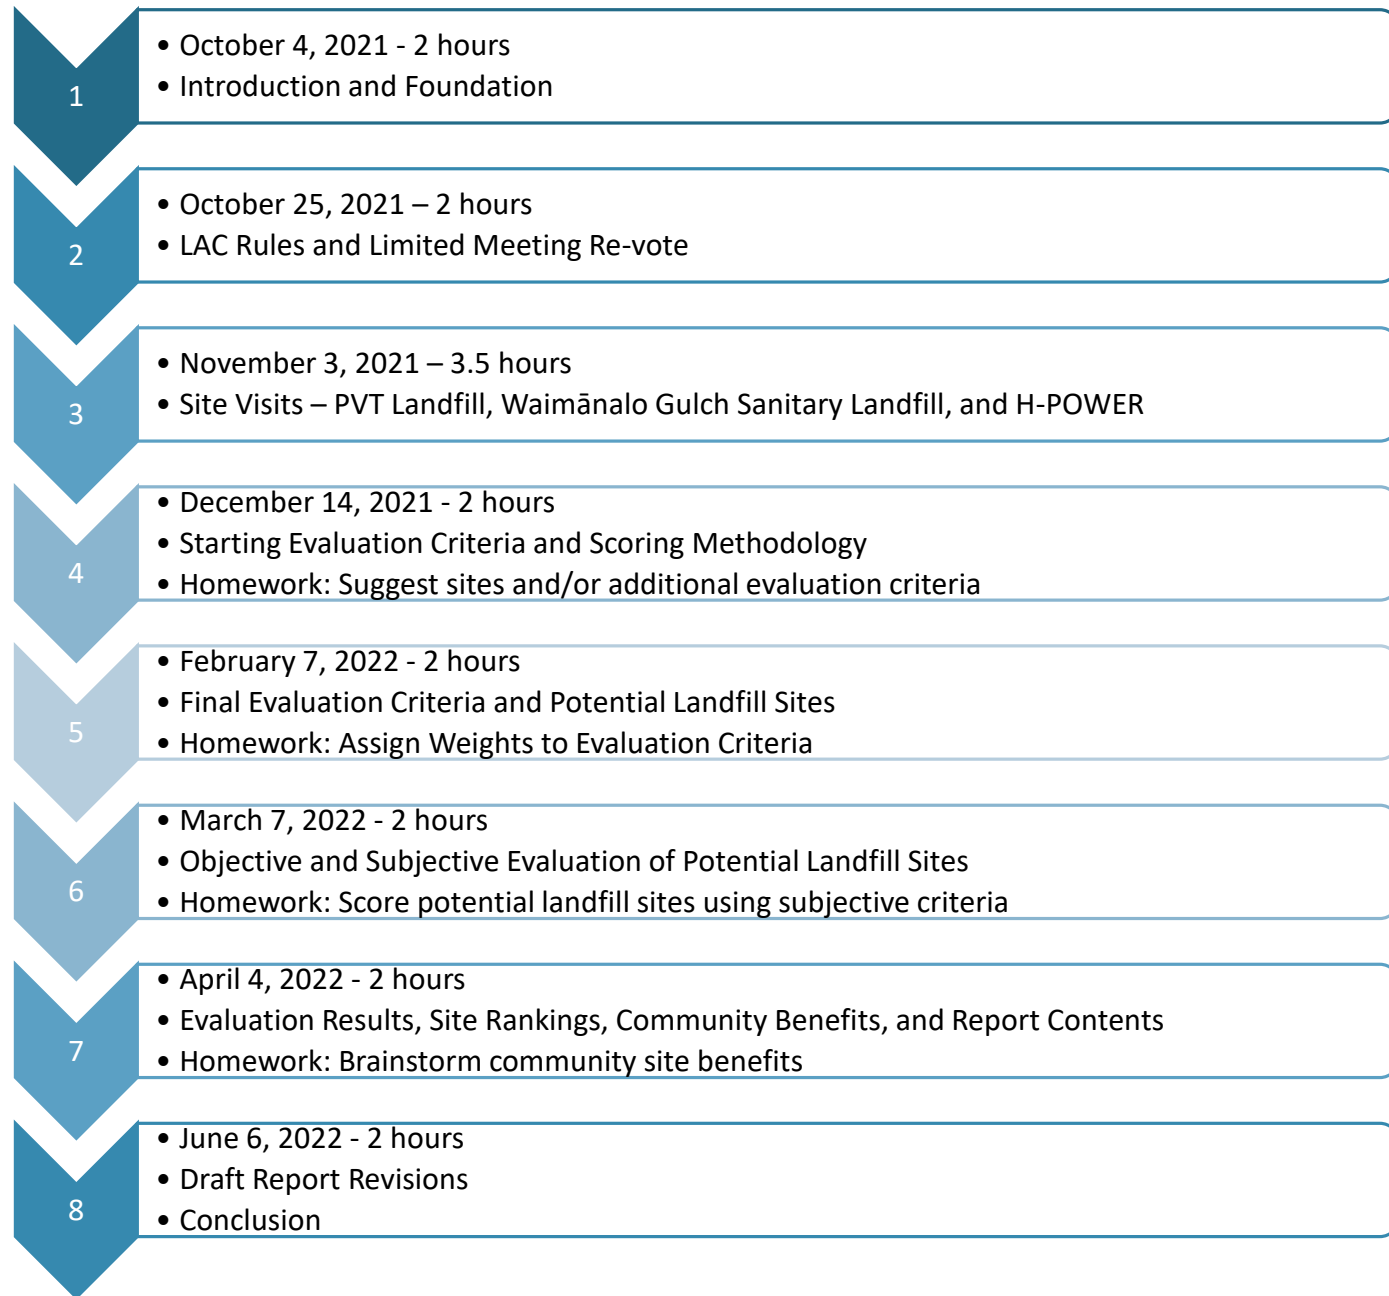 1
• October 4, 2021 - 2 hours
• Introduction and Foundation
2
• October 25, 2021 – 2 hours
• LAC Rules and Limited Meeting Re-vote
3
• November 3, 2021 – 3.5 hours
• Site Visits – PVT Landfill, Waimānalo Gulch Sanitary Landfill, and H-POWER
4
• December 14, 2021 - 2 hours
• Starting Evaluation Criteria and Scoring Methodology
• Homework: Suggest sites and/or additional evaluation criteria
5
• February 7, 2022 - 2 hours
• Final Evaluation Criteria and Potential Landfill Sites
• Homework: Assign Weights to Evaluation Criteria
6
• March 7, 2022 - 2 hours
• Objective and Subjective Evaluation of Potential Landfill Sites
• Homework: Score potential landfill sites using subjective criteria
7
• April 4, 2022 - 2 hours
• Evaluation Results, Site Rankings, Community Benefits, and Report Contents
• Homework: Brainstorm community site benefits
8
• June 6, 2022 - 2 hours
• Draft Report Revisions
• Conclusion